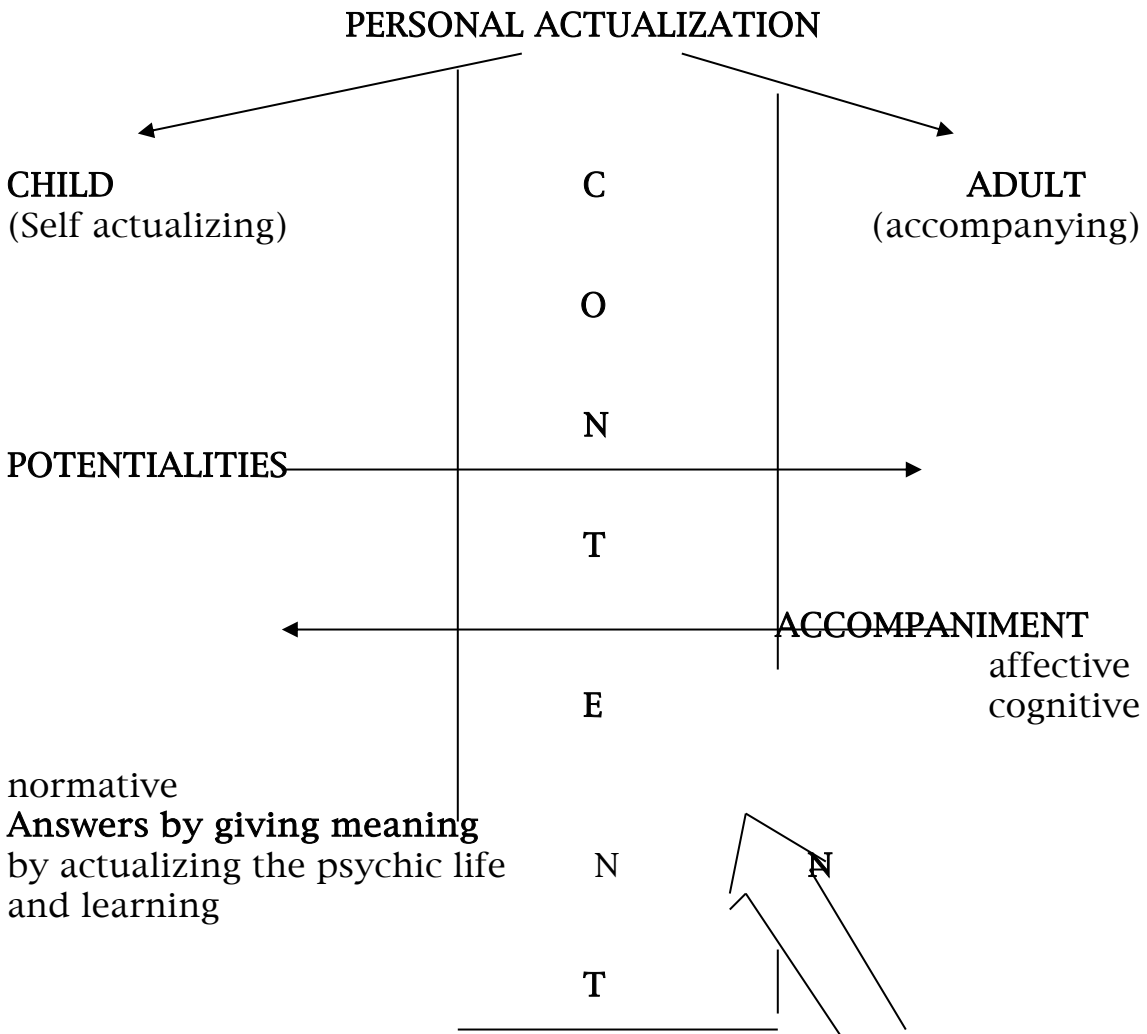 PERSONAL ACTUALIZATION
CHILD C ADULT
(Self actualizing) (accompanying)
O
N
POTENTIALITIES
T
ACCOMPANIMENT
affective
E cognitive
normative
Answers by giving meaning
by actualizing the psychic life N N
and learning
T